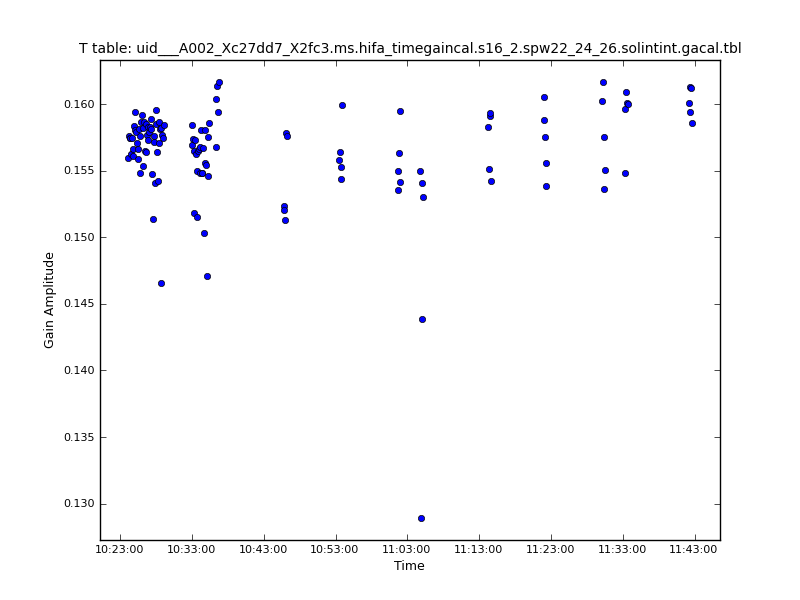 T table: uid___A002_Xc27dd7_X2fc3.ms.hifa_timegaincal.s16_2.spw22_24_26.solintint.gacal.tbl
Gain Amplitude
0.160
0.155
0.150
0.145
0.140
0.135
0.130
10:23:00 10:33:00 10:43:00 10:53:00 11:03:00 11:13:00 11:23:00 11:33:00 11:43:00
Time